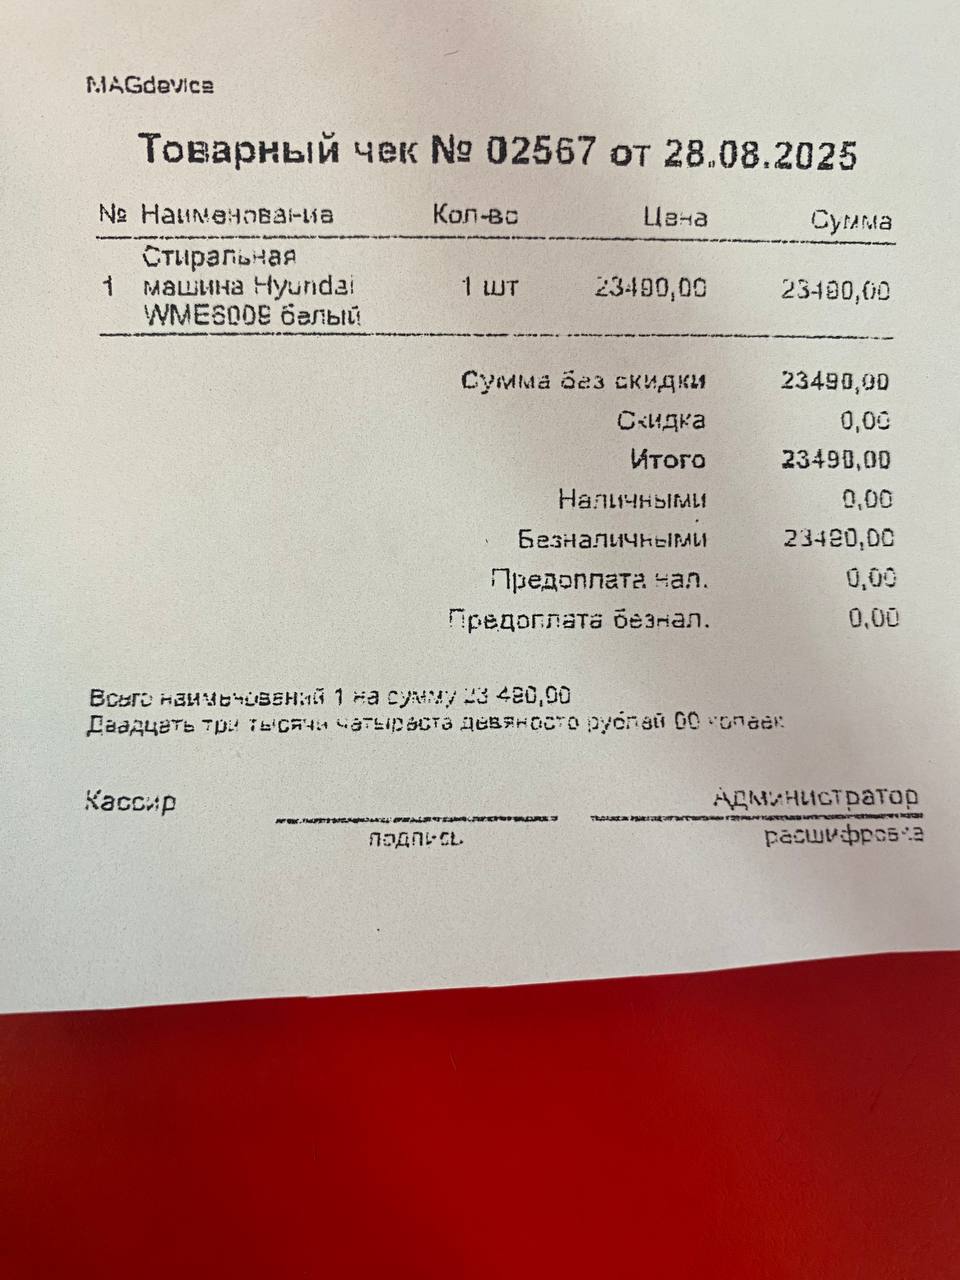 MAGdevice
Товарный чек № 02567 от 28.08.2025
№ Наименование Кол-во Цена Сумма
Стиральная
1 машина Hyundai 1 шт 23490,00 23490,00
белый
Сумма без скидки 23490,00
Скидка 0,00
Итого 23490,00
Наличными 0,00
Безналичными 23490,00
Предоплата нал. 0,00
Предоплата безнал. 0,00
Всего наименований 1 на сумму 23 490,00
Двадцать три тысячи четыреста девяносто рублей 00 копеек
Кассир Администратор
подпись расшифровка